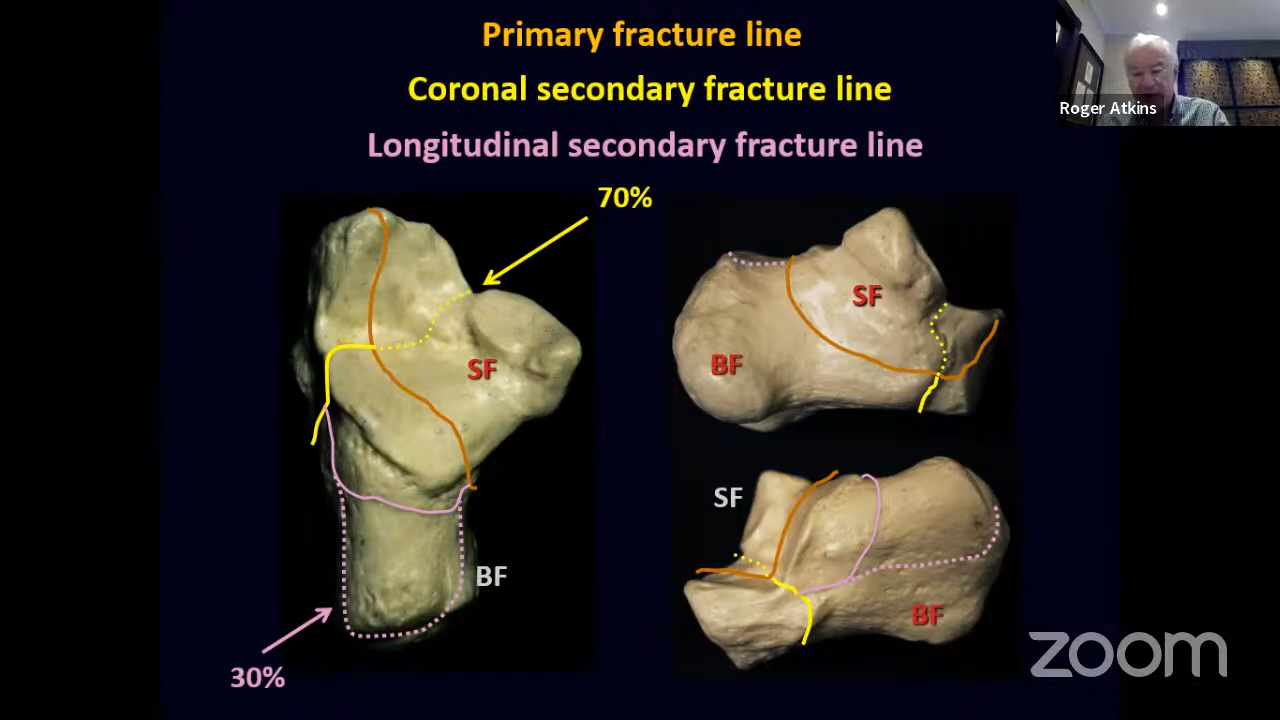 Primary fracture line
Coronal secondary fracture line
Longitudinal secondary fracture line
Roger Atkins
70%
SF
SF
BF
SF
BF
BF
30%
zoom